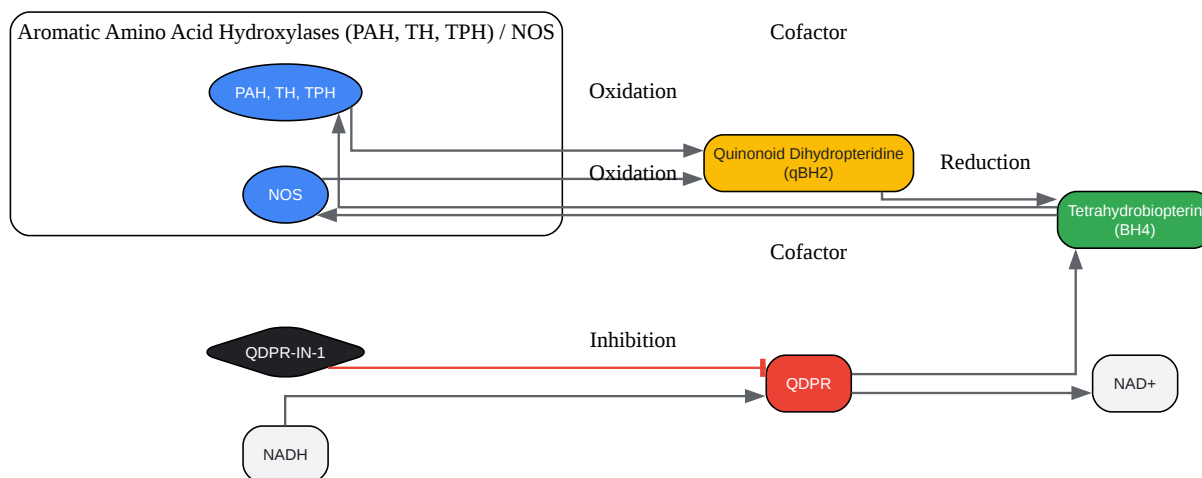 Aromatic Amino Acid Hydroxylases (PAH, TH, TPH) / NOS
Cofactor
PAH, TH, TPH
Oxidation
Quinonoid Dihydropteridine
(qBH2)
Reduction
Oxidation
NOS
Tetrahydrobiopterin
(BH4)
Cofactor
QDPR-IN-1
Inhibition
QDPR
NAD+
NADH